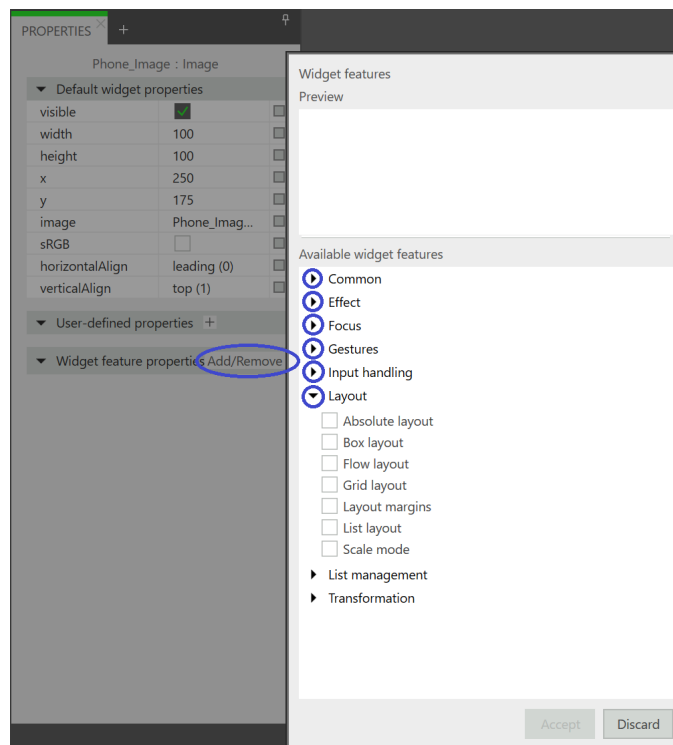 PROPERTIES
Phone_Image : Image
Default widget properties
visible
width 100
height 100
x 250
y 175
image Phone_Imag...
sRGB
horizontalAlign leading (0)
verticalAlign top (1)
User-defined properties +
Widget feature properties Add/Remove
Widget features
Preview
Available widget features
Common
Effect
Focus
Gestures
Input handling
Layout
Absolute layout
Box layout
Flow layout
Grid layout
Layout margins
List layout
Scale mode
List management
Transformation
Accept Discard